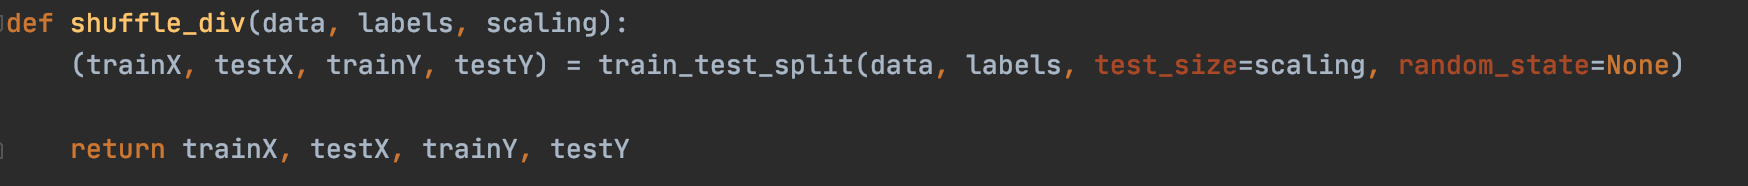 def shuffle_div(data, labels, scaling):
    (trainX, testX, trainY, testY) = train_test_split(data, labels, test_size=scaling, random_state=None)
    return trainX, testX, trainY, testY